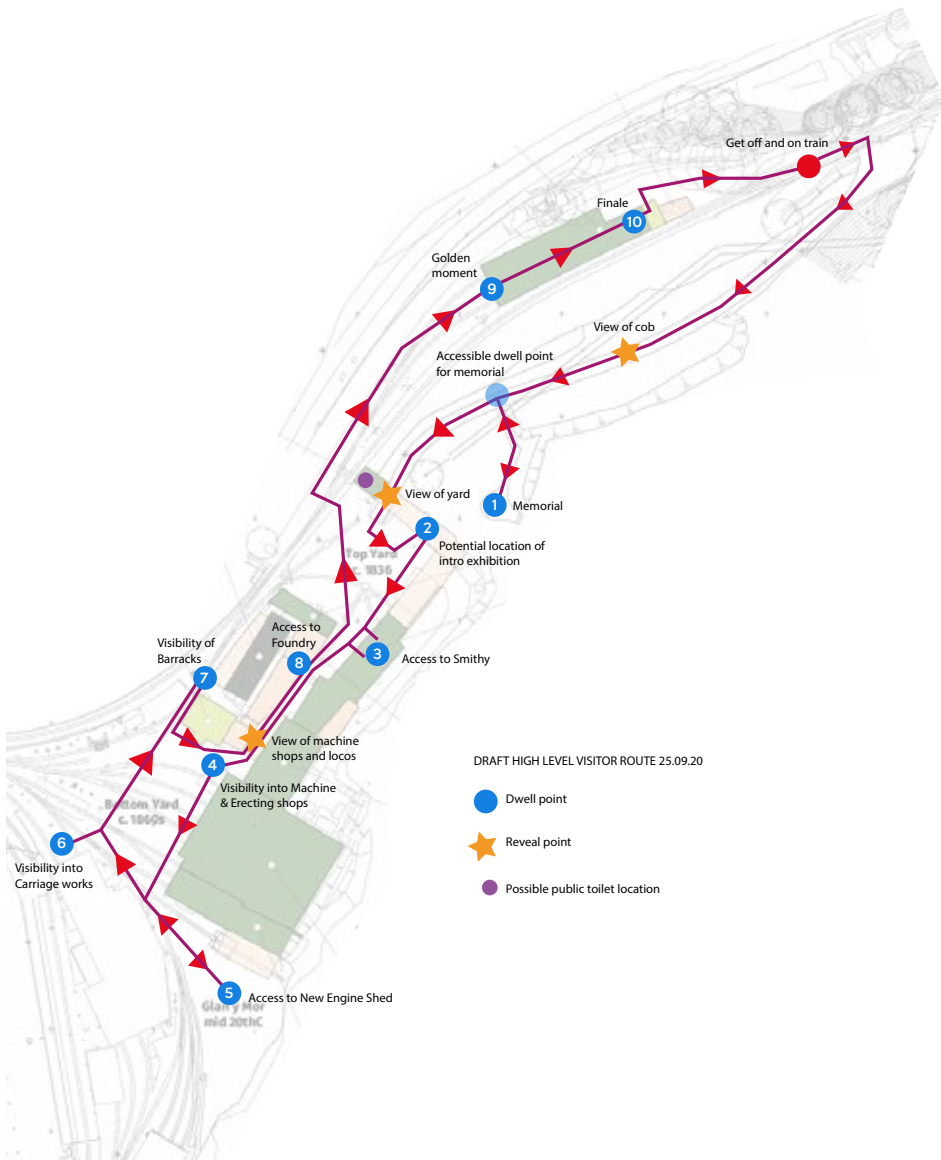 Get off and on train
Finale
10
Golden
moment
9
View of cob
Accessible dwell point
for memorial
View of yard
1
Memorial
2
Potential location of
intro exhibition
Top Yard
c. 1836
Access to
Foundry
8
3
Access to Smithy
Visibility of
Barracks
7
View of machine
shops and locos
4
Visibility into Machine
& Erecting shops
Bottom Yard
c. 1860s
6
Visibility into
Carriage works
5
Access to New Engine Shed
Glan y Mor
mid 20thC
DRAFT HIGH LEVEL VISITOR ROUTE 25.09.20
Dwell point
Reveal point
Possible public toilet location